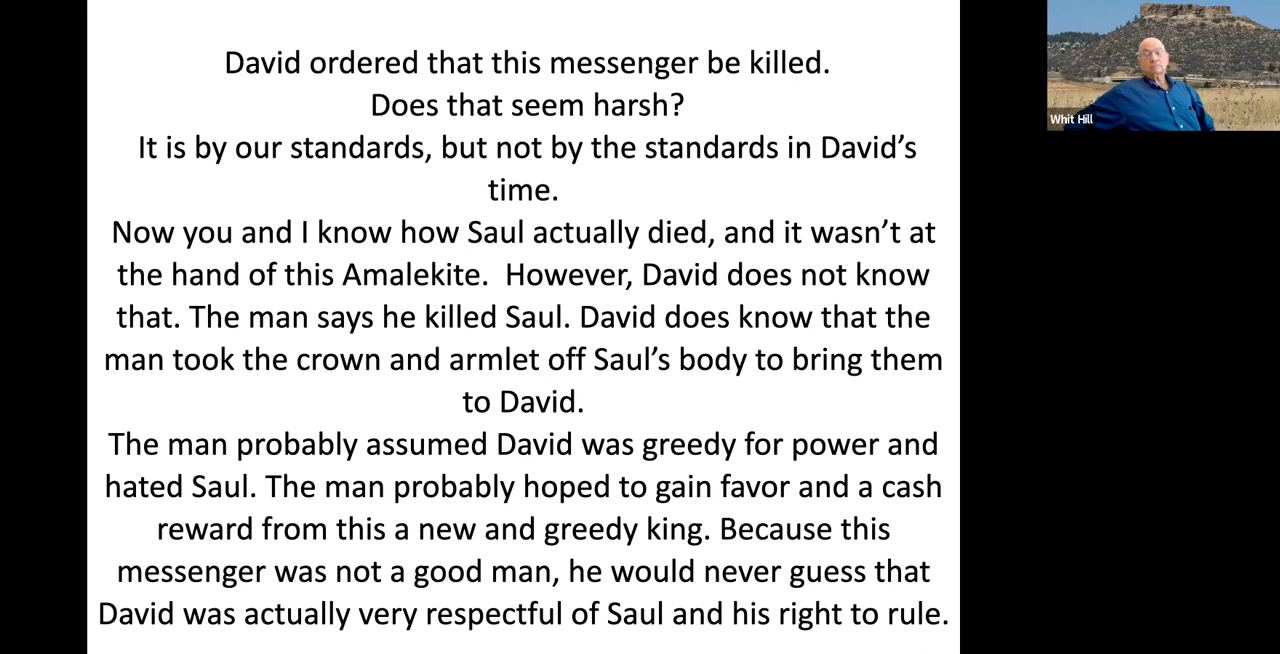 David ordered that this messenger be killed.
Does that seem harsh?
It is by our standards, but not by the standards in David’s
time.
Now you and I know how Saul actually died, and it wasn’t at
the hand of this Amalekite.  However, David does not know
that. The man says he killed Saul. David does know that the
man took the crown and armlet off Saul’s body to bring them
to David.
The man probably assumed David was greedy for power and
hated Saul. The man probably hoped to gain favor and a cash
reward from this a new and greedy king. Because this
messenger was not a good man, he would never guess that
David was actually very respectful of Saul and his right to rule.
Whit Hill